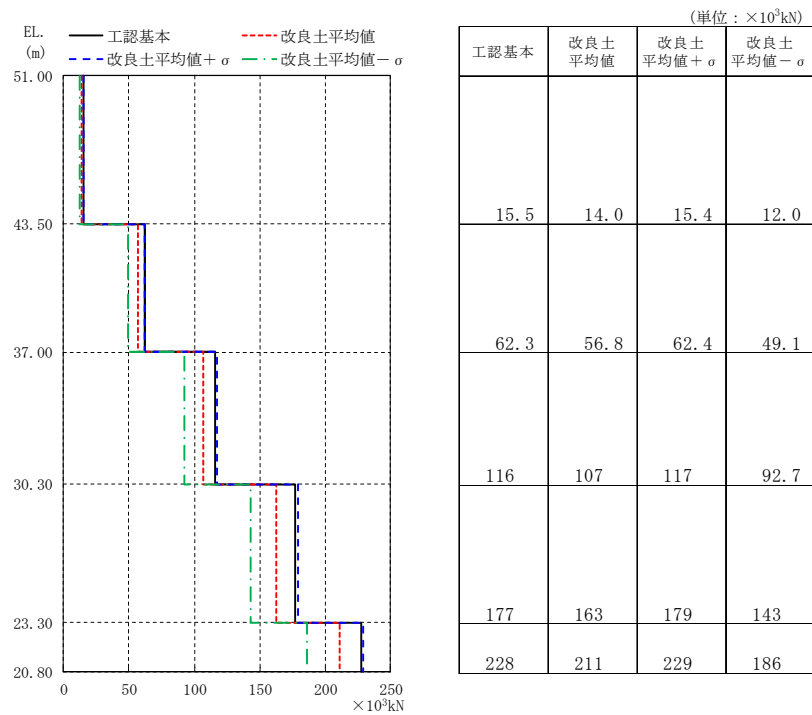 (単位：×10³kN)
EL.
(m)
工認基本
改良土平均値
改良土平均値＋σ
改良土平均値－σ
51.00
43.50
37.00
30.30
23.30
20.80
0 50 100 150 200 250
×10³kN
工認基本 改良土平均値 改良土平均値＋σ 改良土平均値－σ
15.5 14.0 15.4 12.0
62.3 56.8 62.4 49.1
116 107 117 92.7
177 163 179 143
228 211 229 186